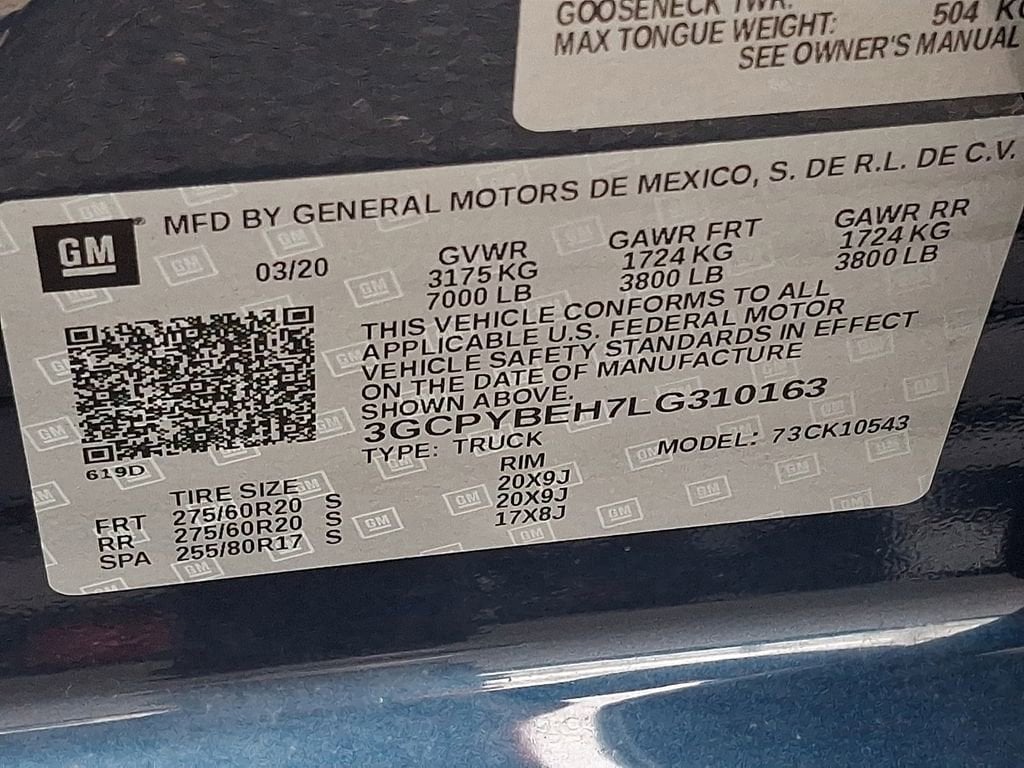 GOOSENECK TWR:
MAX TONGUE WEIGHT: 504 KG
SEE OWNER'S MANUAL
GM
MFD BY GENERAL MOTORS DE MEXICO, S. DE R.L. DE C.V.
03/20
GVWR
3175 KG
7000 LB
GAWR FRT
1724 KG
3800 LB
GAWR RR
1724 KG
3800 LB
THIS VEHICLE CONFORMS TO ALL
APPLICABLE U.S. FEDERAL MOTOR
VEHICLE SAFETY STANDARDS IN EFFECT
ON THE DATE OF MANUFACTURE
SHOWN ABOVE.
3GCPYBEH7LG310163
TYPE: TRUCK MODEL: 73CK10543
619D
TIRE SIZE RIM
FRT 275/60R20 S 20X9J
RR 275/60R20 S 20X9J
SPA 255/80R17 S 17X8J